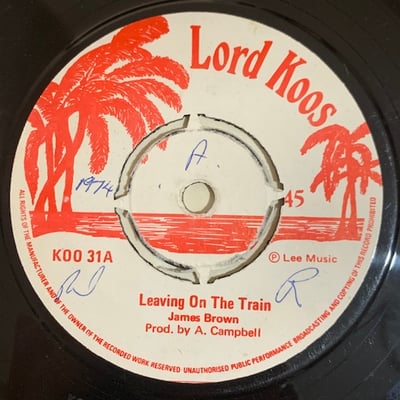 Lord Koos
A
1974
45
KOO 31A
Ⓟ Lee Music
R
Leaving On The Train
James Brown
Prod. by A. Campbell
ALL RIGHTS OF THE MANUFACTURER AND OF THE OWNER OF THE RECORDED WORK RESERVED UNAUTHORISED PUBLIC PERFORMANCE BROADCASTING AND COPYING OF THIS RECORD PROHIBITED